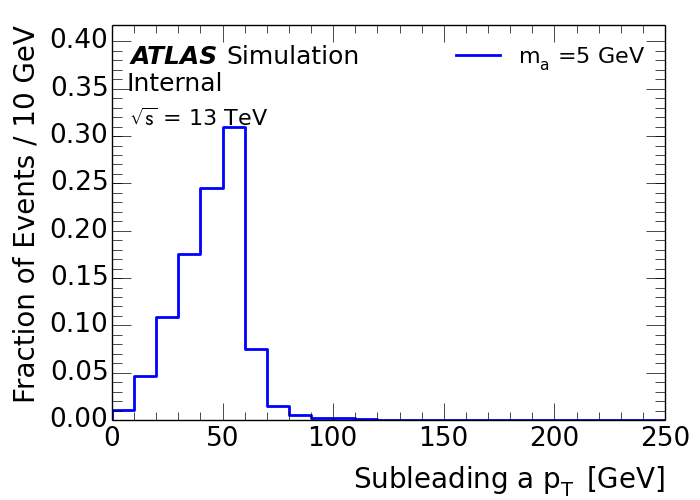 ATLAS Simulation
Internal
√s = 13 TeV
m_a =5 GeV
Fraction of Events / 10 GeV
0.40
0.35
0.30
0.25
0.20
0.15
0.10
0.05
0.00
0 50 100 150 200 250
Subleading a p_T [GeV]